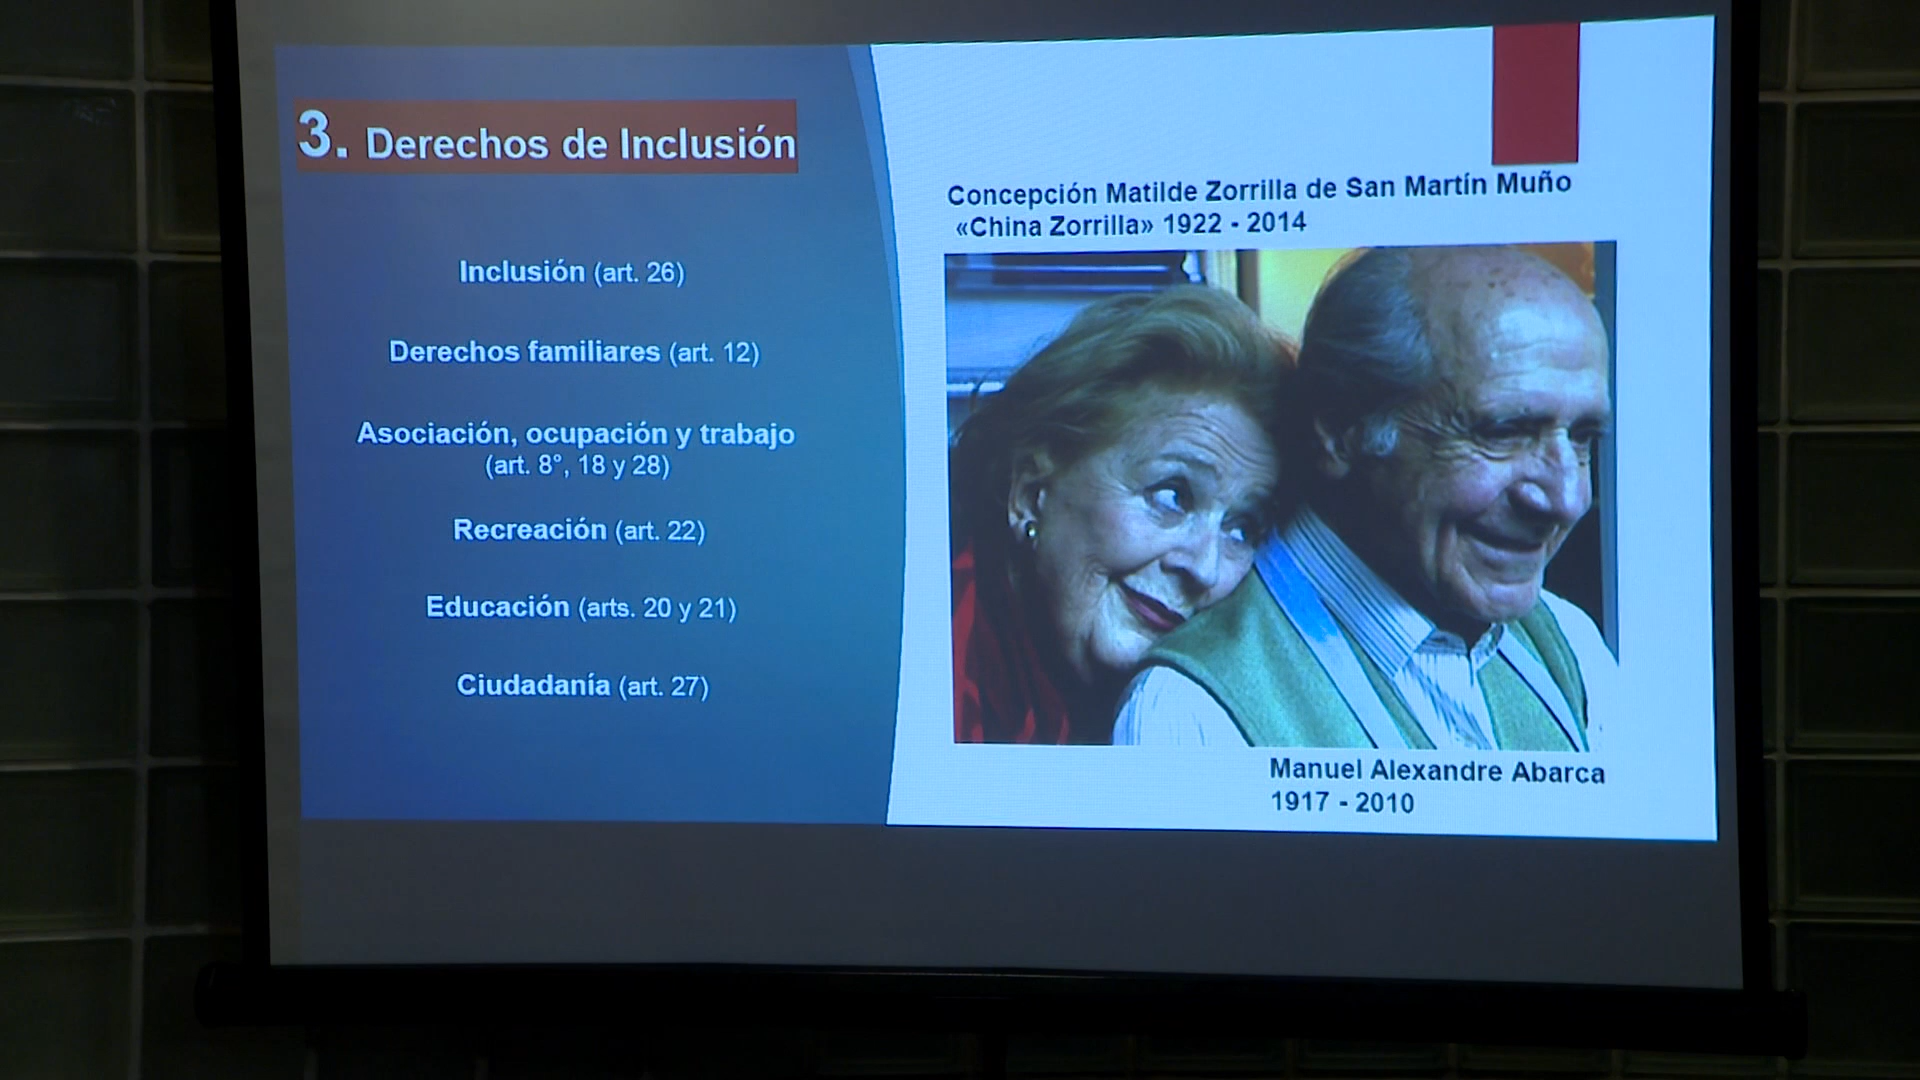 3. Derechos de Inclusión
Inclusión (art. 26)
Derechos familiares (art. 12)
Asociación, ocupación y trabajo
(art. 8°, 18 y 28)
Recreación (art. 22)
Educación (arts. 20 y 21)
Ciudadanía (art. 27)
Concepción Matilde Zorrilla de San Martín Muño
«China Zorrilla» 1922 - 2014
Manuel Alexandre Abarca
1917 - 2010